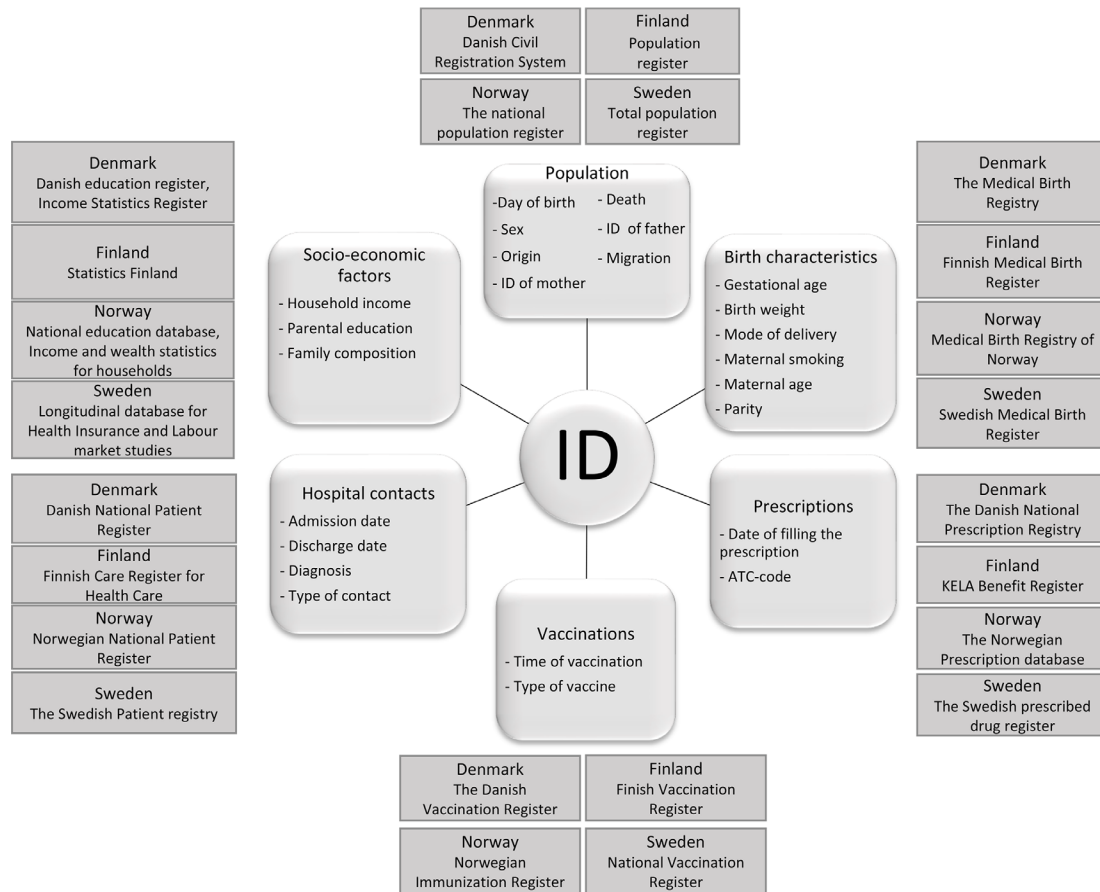 Denmark
Danish Civil
Registration System
Finland
Population
register
Norway
The national
population register
Sweden
Total population
register
Denmark
Danish education register,
Income Statistics Register
Finland
Statistics Finland
Norway
National education database,
Income and wealth statistics
for households
Sweden
Longitudinal database for
Health Insurance and Labour
market studies
Socio-economic
factors
- Household income
- Parental education
- Family composition
Population
-Day of birth
- Sex
- Origin
- ID of mother
- Death
- ID of father
- Migration
Birth characteristics
- Gestational age
- Birth weight
- Mode of delivery
- Maternal smoking
- Maternal age
- Parity
Denmark
The Medical Birth
Registry
Finland
Finnish Medical Birth
Register
Norway
Medical Birth Registry of
Norway
Sweden
Swedish Medical Birth
Register
ID
Denmark
Danish National Patient
Register
Finland
Finnish Care Register for
Health Care
Norway
Norwegian National Patient
Register
Sweden
The Swedish Patient registry
Hospital contacts
- Admission date
- Discharge date
- Diagnosis
- Type of contact
Vaccinations
- Time of vaccination
- Type of vaccine
Prescriptions
- Date of filling the
prescription
- ATC-code
Denmark
The Danish National
Prescription Registry
Finland
KELA Benefit Register
Norway
The Norwegian
Prescription database
Sweden
The Swedish prescribed
drug register
Denmark
The Danish
Vaccination Register
Finland
Finish Vaccination
Register
Norway
Norwegian
Immunization Register
Sweden
National Vaccination
Register